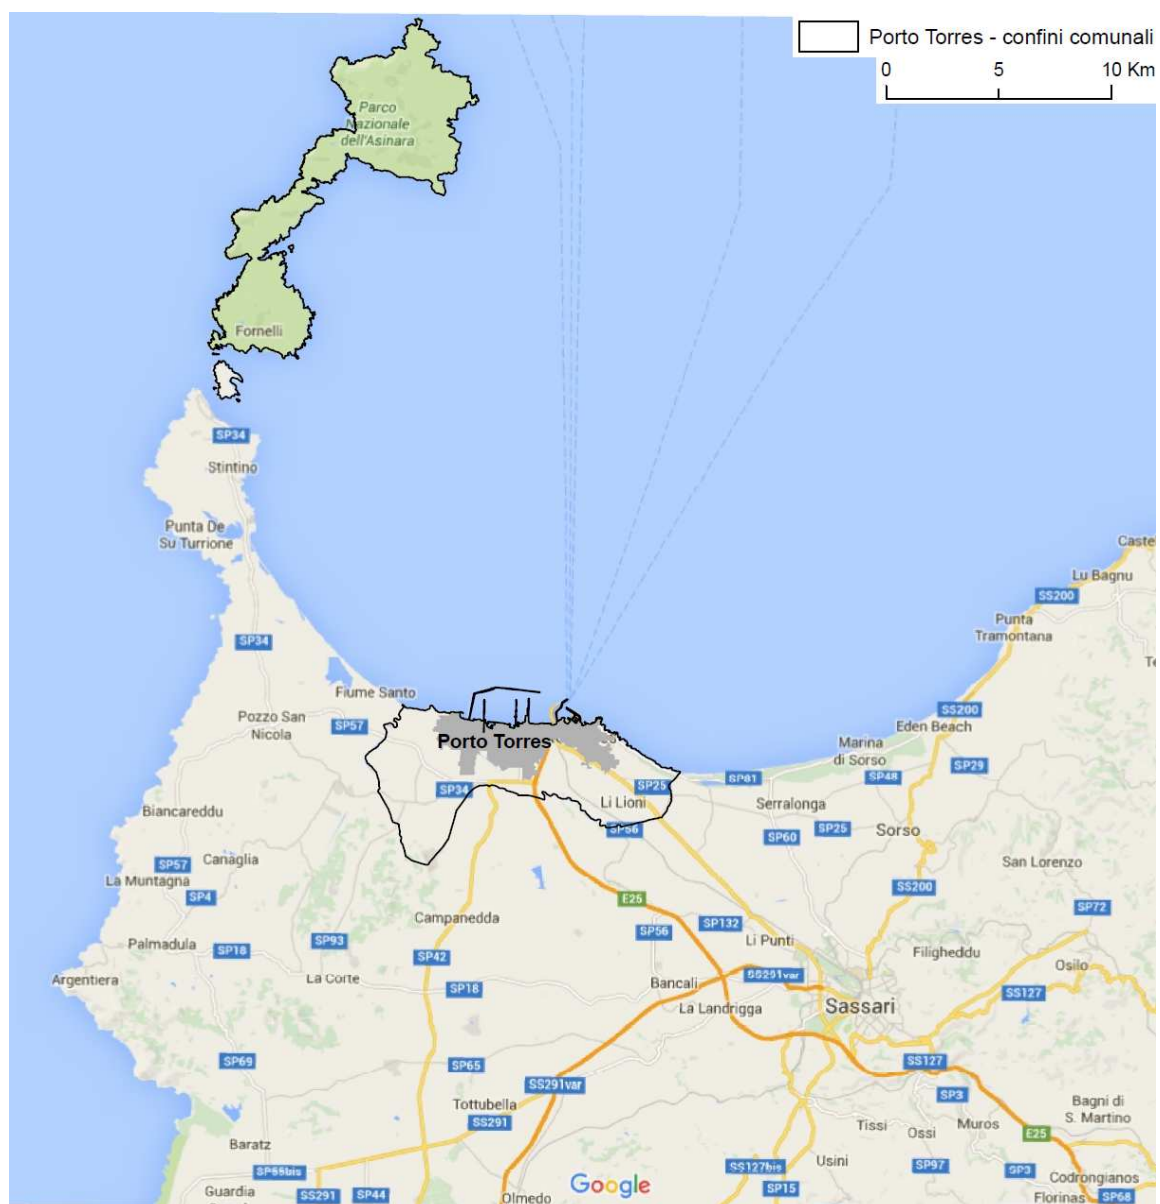 Porto Torres - confini comunali
0 5 10 Km
Parco
Nazionale
dell'Asinara
Fornelli
SP34
Stintino
Punta De
Su Turrione
Castel
Lu Bagnu
SS200
Punta
Tramontana
Te
SP34
Fiume Santo
SP57
Pozzo San
Nicola
Porto Torres
SS200
Eden Beach
Marina
di Sorso
SP29
SP48
SP81
SP25
SP34
Li Lioni
Serralonga
SP56
SP60
SP25
Sorso
Biancareddu
SP57
Canaglia
La Muntagna
SP4
San Lorenzo
SS200
E25
SP72
Campanedda
SP132
SP56
Li Punti
Filigheddu
Palmadula
SP18
SP93
SP42
Osilo
Argentiera
La Corte
SP18
Bancali
SS291var
La Landrigga
Sassari
SS127
SP69
SP65
SS127
SS291var
SP3
Tottubella
SS291
Bagni di
S. Martino
Tissi
Ossi
Muros
E25
Baratz
SP55bis
SS127bis
Usini
SP97
SP3
Codrongianos
Guardia
SS291
SP44
Olmedo
Google
SP15
Florinas
SP68